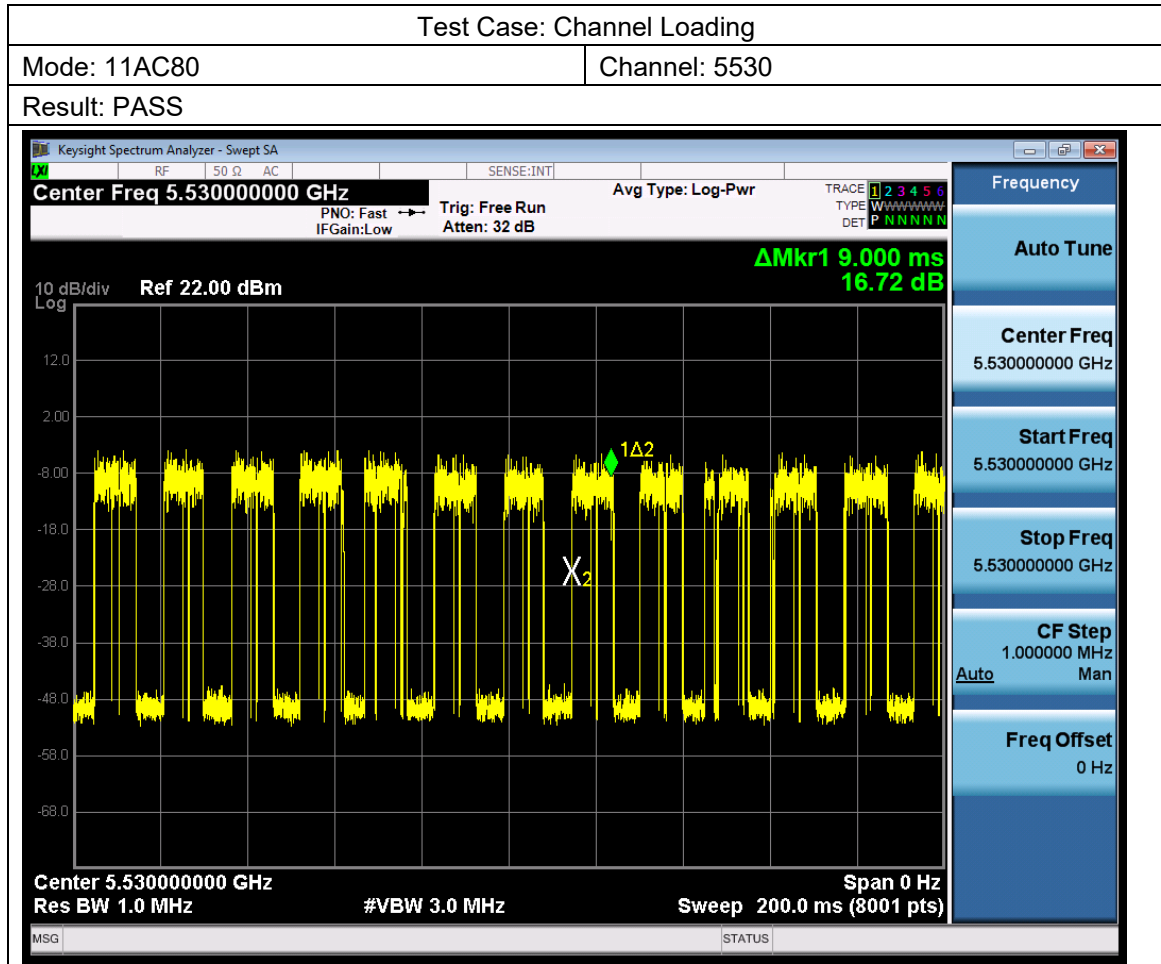 Test Case: Channel Loading
Mode: 11AC80 Channel: 5530
Result: PASS
Keysight Spectrum Analyzer - Swept SA
LXI RF 50 Ω AC SENSE:INT
Center Freq 5.530000000 GHz
PNO: Fast
IFGain:Low
Trig: Free Run
Atten: 32 dB
Avg Type: Log-Pwr
TRACE 1 2 3 4 5 6
TYPE WWWWWW
DET P N N N N N
ΔMkr1 9.000 ms
16.72 dB
10 dB/div Ref 22.00 dBm
Log
12.0
2.00
-8.00
-18.0
-28.0
-38.0
-48.0
-58.0
-68.0
1Δ2
X2
Center 5.530000000 GHz Span 0 Hz
Res BW 1.0 MHz #VBW 3.0 MHz Sweep 200.0 ms (8001 pts)
MSG STATUS
Frequency
Auto Tune
Center Freq
5.530000000 GHz
Start Freq
5.530000000 GHz
Stop Freq
5.530000000 GHz
CF Step
1.000000 MHz
Auto Man
Freq Offset
0 Hz